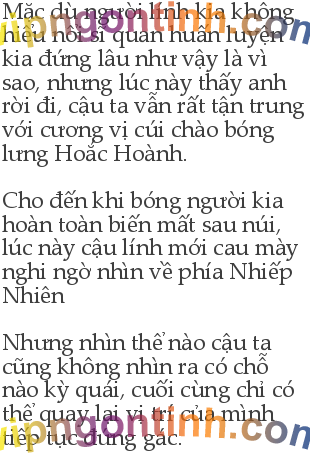 Mặc dù người lính kia không
hiểu nổi sĩ quan huấn luyện
kia đứng lâu như vậy là vì
sao, nhưng lúc này thấy anh
rời đi, cậu ta vẫn rất tận trung
với cương vị cúi chào bóng
lưng Hoắc Hoành.
Cho đến khi bóng người kia
hoàn toàn biến mất sau núi,
lúc này cậu lính mới cau mày
nghi ngờ nhìn về phía Nhiếp
Nhiên
Nhưng nhìn thể nào cậu ta
cũng không nhìn ra có chỗ
nào kỳ quái, cuối cùng chỉ có
thể quay lại vị trí của mình
tiếp tục đứng gác.
vipngontinh.com
vipngontinh.com